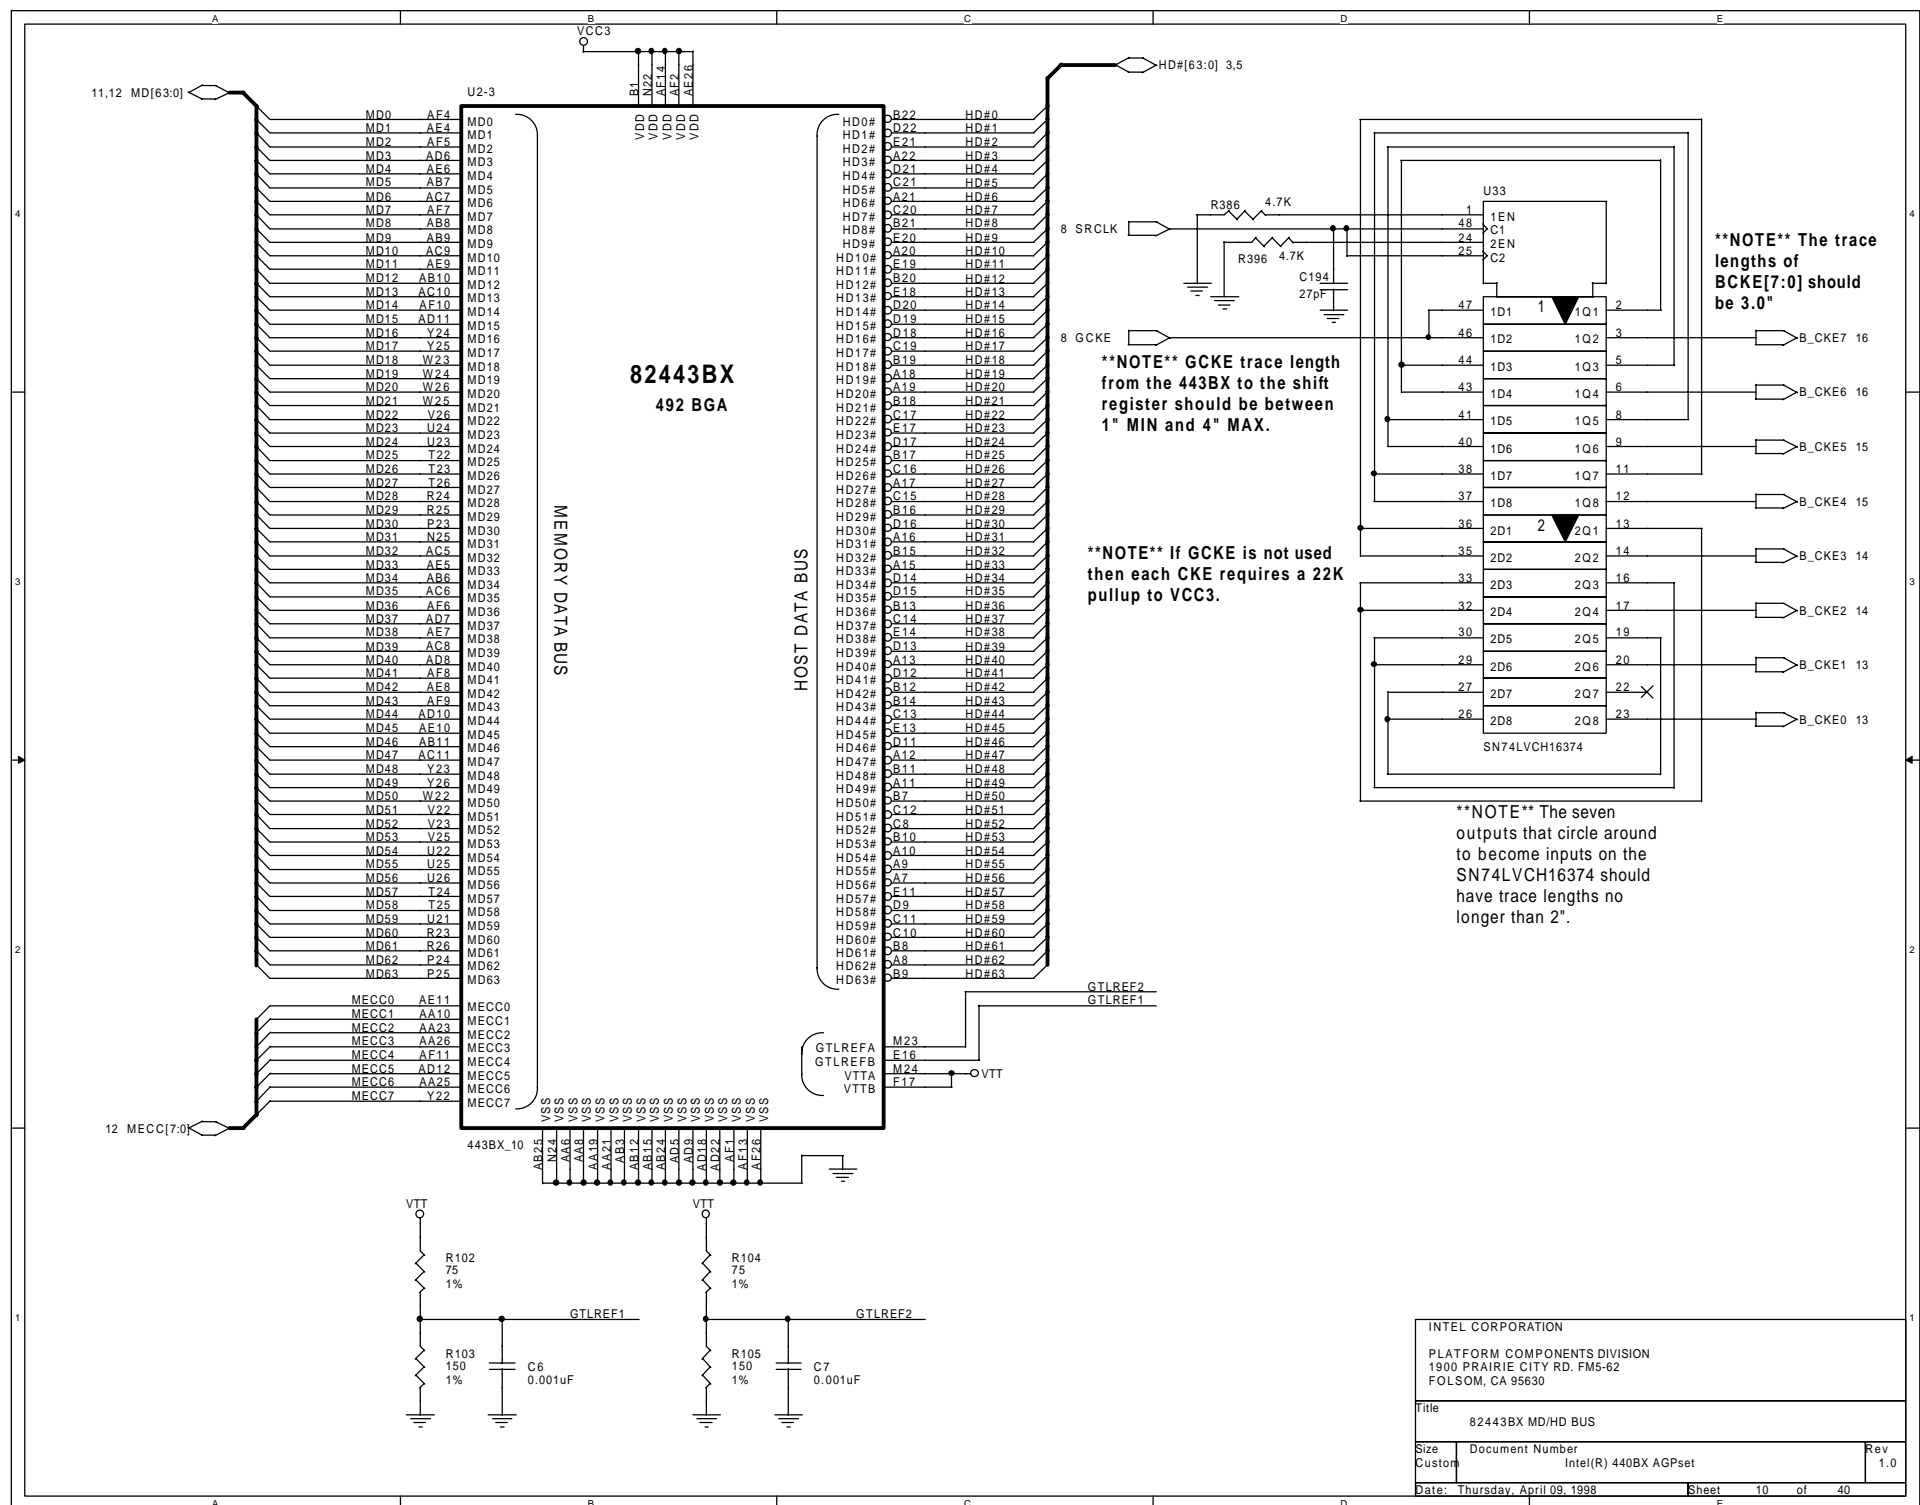 A B C D E
VCC3
B1 N22 AF14 AF2 AE26
VDD VDD VDD VDD VDD
11,12 MD[63:0]
HD#[63:0] 3,5
U2-3
MD0 AF4 MD0
MD1 AE4 MD1
MD2 AF5 MD2
MD3 AD6 MD3
MD4 AE6 MD4
MD5 AB7 MD5
MD6 AC7 MD6
MD7 AF7 MD7
MD8 AB8 MD8
MD9 AB9 MD9
MD10 AC9 MD10
MD11 AE9 MD11
MD12 AB10 MD12
MD13 AC10 MD13
MD14 AF10 MD14
MD15 AD11 MD15
MD16 Y24 MD16
MD17 Y25 MD17
MD18 W23 MD18
MD19 W24 MD19
MD20 W26 MD20
MD21 W25 MD21
MD22 V26 MD22
MD23 U24 MD23
MD24 U23 MD24
MD25 T22 MD25
MD26 T23 MD26
MD27 T26 MD27
MD28 R24 MD28
MD29 R25 MD29
MD30 P23 MD30
MD31 N25 MD31
MD32 AC5 MD32
MD33 AE5 MD33
MD34 AB6 MD34
MD35 AC6 MD35
MD36 AF6 MD36
MD37 AD7 MD37
MD38 AE7 MD38
MD39 AC8 MD39
MD40 AD8 MD40
MD41 AF8 MD41
MD42 AE8 MD42
MD43 AF9 MD43
MD44 AD10 MD44
MD45 AE10 MD45
MD46 AB11 MD46
MD47 AC11 MD47
MD48 Y23 MD48
MD49 Y26 MD49
MD50 W22 MD50
MD51 V22 MD51
MD52 V23 MD52
MD53 V25 MD53
MD54 U22 MD54
MD55 U25 MD55
MD56 U26 MD56
MD57 T24 MD57
MD58 T25 MD58
MD59 U21 MD59
MD60 R23 MD60
MD61 R26 MD61
MD62 P24 MD62
MD63 P25 MD63
MECC0 AE11 MECC0
MECC1 AA10 MECC1
MECC2 AA23 MECC2
MECC3 AA26 MECC3
MECC4 AF11 MECC4
MECC5 AD12 MECC5
MECC6 AA25 MECC6
MECC7 Y22 MECC7
12 MECC[7:0]
MEMORY DATA BUS
82443BX
492 BGA
HOST DATA BUS
HD0# B22 HD#0
HD1# D22 HD#1
HD2# E21 HD#2
HD3# A22 HD#3
HD4# D21 HD#4
HD5# C21 HD#5
HD6# A21 HD#6
HD7# C20 HD#7
HD8# B21 HD#8
HD9# E20 HD#9
HD10# A20 HD#10
HD11# E19 HD#11
HD12# B20 HD#12
HD13# E18 HD#13
HD14# D20 HD#14
HD15# D19 HD#15
HD16# D18 HD#16
HD17# C19 HD#17
HD18# B19 HD#18
HD19# A18 HD#19
HD20# A19 HD#20
HD21# B18 HD#21
HD22# C17 HD#22
HD23# E17 HD#23
HD24# D17 HD#24
HD25# B17 HD#25
HD26# C16 HD#26
HD27# A17 HD#27
HD28# C15 HD#28
HD29# B16 HD#29
HD30# D16 HD#30
HD31# A16 HD#31
HD32# B15 HD#32
HD33# A15 HD#33
HD34# D14 HD#34
HD35# D15 HD#35
HD36# B13 HD#36
HD37# C14 HD#37
HD38# E14 HD#38
HD39# D13 HD#39
HD40# A13 HD#40
HD41# D12 HD#41
HD42# B12 HD#42
HD43# B14 HD#43
HD44# C13 HD#44
HD45# E13 HD#45
HD46# D11 HD#46
HD47# A12 HD#47
HD48# B11 HD#48
HD49# A11 HD#49
HD50# B7 HD#50
HD51# C12 HD#51
HD52# C8 HD#52
HD53# B10 HD#53
HD54# A10 HD#54
HD55# A9 HD#55
HD56# A7 HD#56
HD57# E11 HD#57
HD58# D9 HD#58
HD59# C11 HD#59
HD60# C10 HD#60
HD61# B8 HD#61
HD62# A8 HD#62
HD63# B9 HD#63
GTLREF2
GTLREF1
GTLREFA M23
GTLREFB E16
VTTA M24 VTT
VTTB F17
VSS VSS VSS VSS VSS VSS VSS VSS VSS VSS VSS VSS VSS VSS VSS VSS VSS
443BX_10
AB25 N24 AA6 AA8 AA19 AA21 AB3 AB12 AB15 AB24 AD5 AD9 AD18 AD22 AF1 AF13 AF26
U33
R386 4.7K
8 SRCLK
R396 4.7K
C194
27pF
1 1EN
48 C1
24 2EN
25 C2
8 GCKE
**NOTE** The trace
lengths of
BCKE[7:0] should
be 3.0"
47 1D1 1 1Q1 2
46 1D2 1Q2 3 B_CKE7 16
44 1D3 1Q3 5
43 1D4 1Q4 6 B_CKE6 16
41 1D5 1Q5 8
40 1D6 1Q6 9 B_CKE5 15
38 1D7 1Q7 11
37 1D8 1Q8 12 B_CKE4 15
36 2D1 2 2Q1 13
35 2D2 2Q2 14 B_CKE3 14
33 2D3 2Q3 16
32 2D4 2Q4 17 B_CKE2 14
30 2D5 2Q5 19
29 2D6 2Q6 20 B_CKE1 13
27 2D7 2Q7 22
26 2D8 2Q8 23 B_CKE0 13
SN74LVCH16374
**NOTE** GCKE trace length
from the 443BX to the shift
register should be between
1" MIN and 4" MAX.
**NOTE** If GCKE is not used
then each CKE requires a 22K
pullup to VCC3.
**NOTE** The seven
outputs that circle around
to become inputs on the
SN74LVCH16374 should
have trace lengths no
longer than 2".
VTT
R102
75
1%
GTLREF1
R103
150
1%
C6
0.001uF
VTT
R104
75
1%
GTLREF2
R105
150
1%
C7
0.001uF
4 4
3 3
2 2
1 1
INTEL CORPORATION
PLATFORM COMPONENTS DIVISION
1900 PRAIRIE CITY RD. FM5-62
FOLSOM, CA 95630
Title
82443BX MD/HD BUS
Size Document Number Rev
Custom Intel(R) 440BX AGPset 1.0
Date: Thursday, April 09, 1998 Sheet 10 of 40
A B C D E